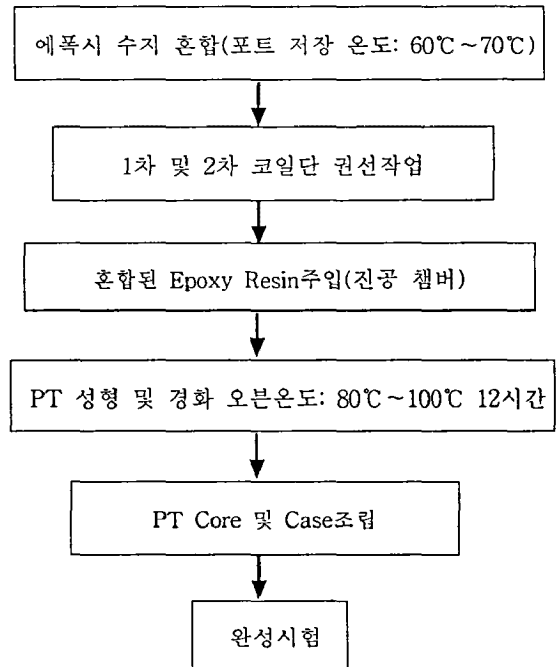 에폭시 수지 혼합(포트 저장 온도: 60℃~70℃)
1차 및 2차 코일단 권선작업
혼합된 Epoxy Resin주입(진공 챔버)
PT 성형 및 경화 오븐온도: 80℃~100℃ 12시간
PT Core 및 Case조립
완성시험